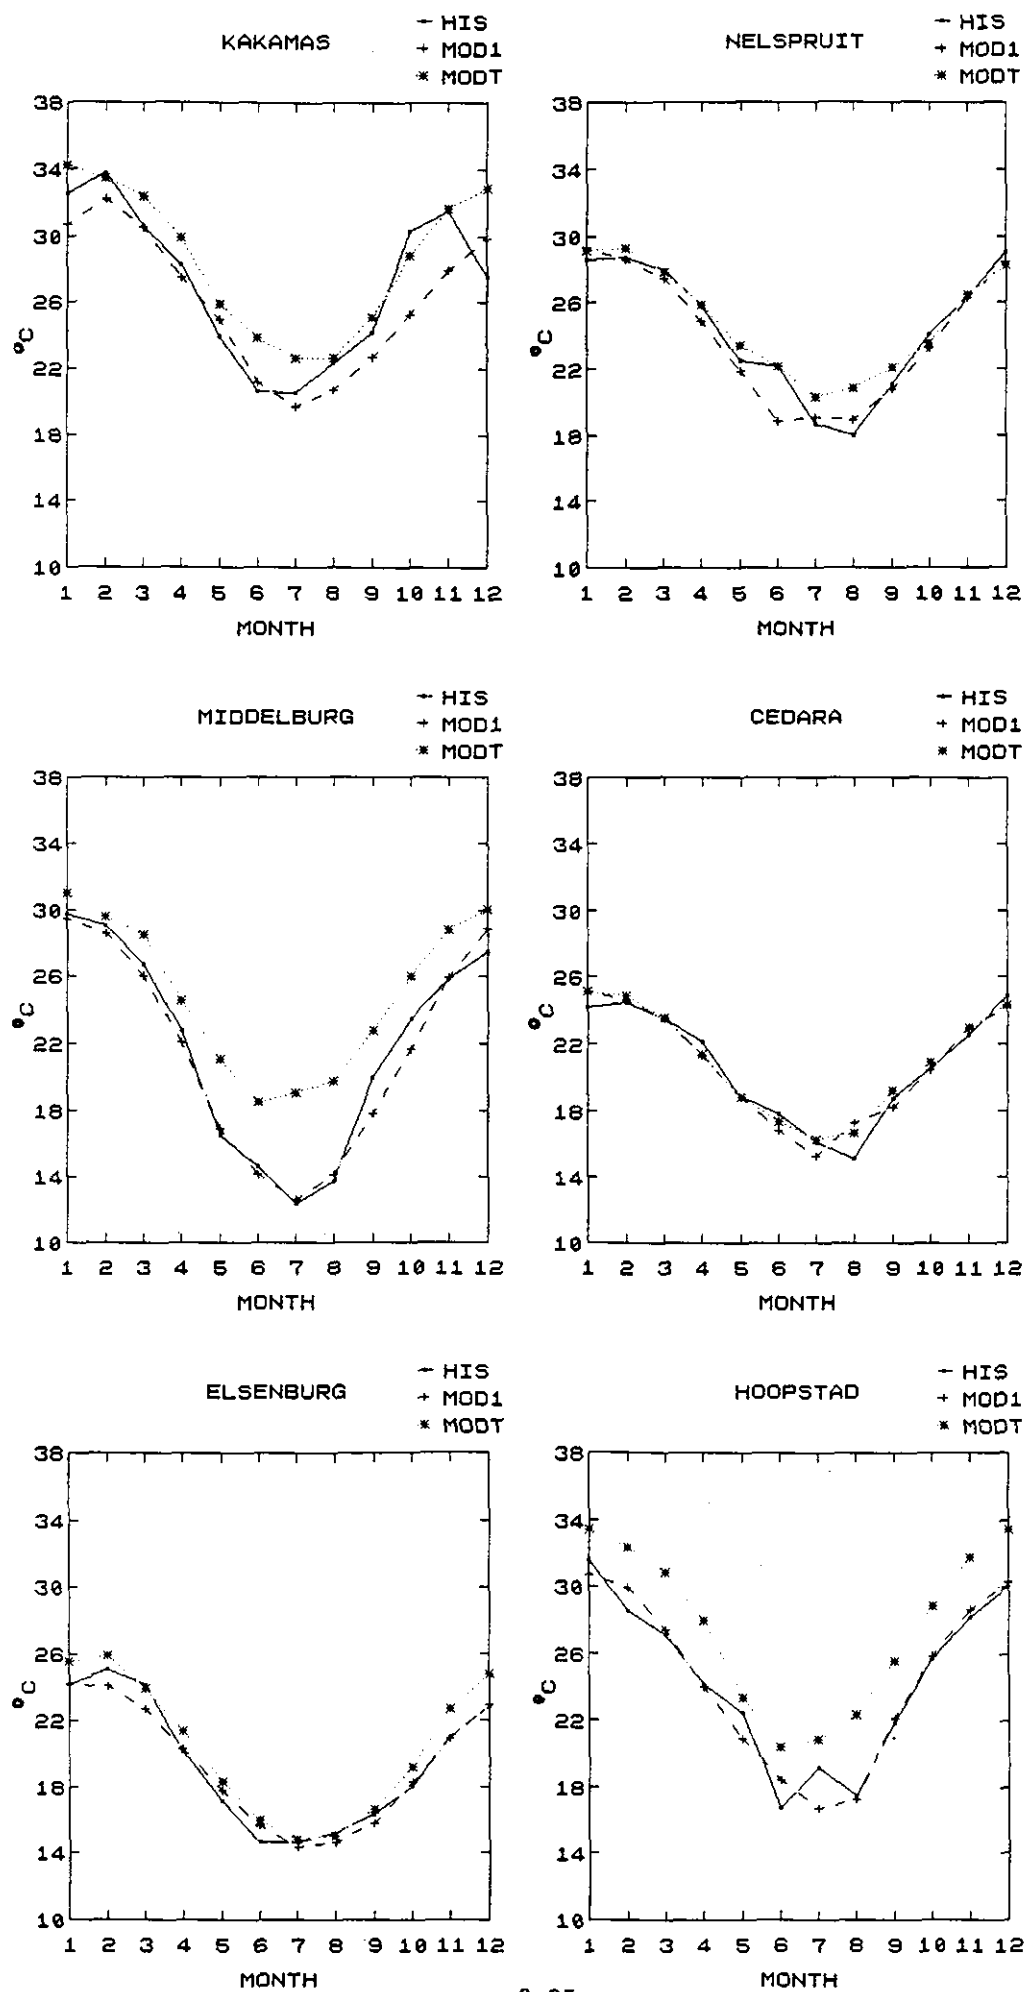 KAKAMAS
HIS
MOD1
MODT
38
34
30
26
22
18
14
10
°C
1 2 3 4 5 6 7 8 9 10 11 12
MONTH
NELSPRUIT
HIS
MOD1
MODT
38
34
30
26
22
18
14
10
°C
1 2 3 4 5 6 7 8 9 10 11 12
MONTH
MIDDELBURG
HIS
MOD1
MODT
38
34
30
26
22
18
14
10
°C
1 2 3 4 5 6 7 8 9 10 11 12
MONTH
CEDARA
HIS
MOD1
MODT
38
34
30
26
22
18
14
10
°C
1 2 3 4 5 6 7 8 9 10 11 12
MONTH
ELSENBURG
HIS
MOD1
MODT
38
34
30
26
22
18
14
10
°C
1 2 3 4 5 6 7 8 9 10 11 12
MONTH
HOOPSTAD
HIS
MOD1
MODT
38
34
30
26
22
18
14
10
°C
1 2 3 4 5 6 7 8 9 10 11 12
MONTH